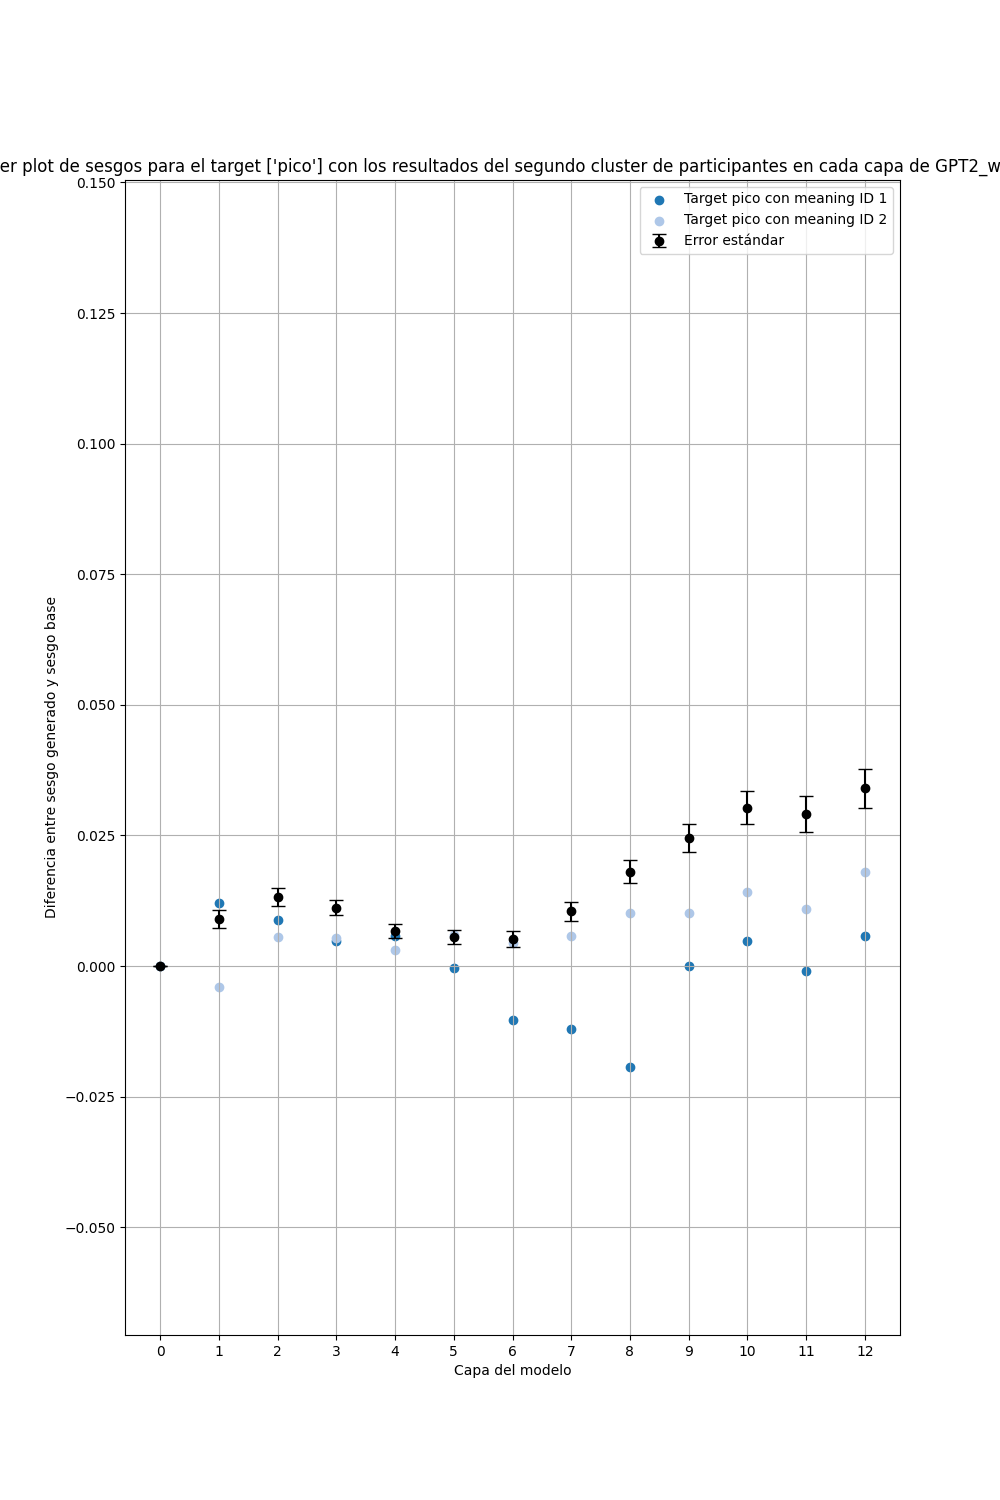 er plot de sesgos para el target ['pico'] con los resultados del segundo cluster de participantes en cada capa de GPT2_w
Target pico con meaning ID 1
Target pico con meaning ID 2
Error estándar
0.150
0.125
0.100
0.075
0.050
0.025
0.000
−0.025
−0.050
Diferencia entre sesgo generado y sesgo base
0 1 2 3 4 5 6 7 8 9 10 11 12
Capa del modelo